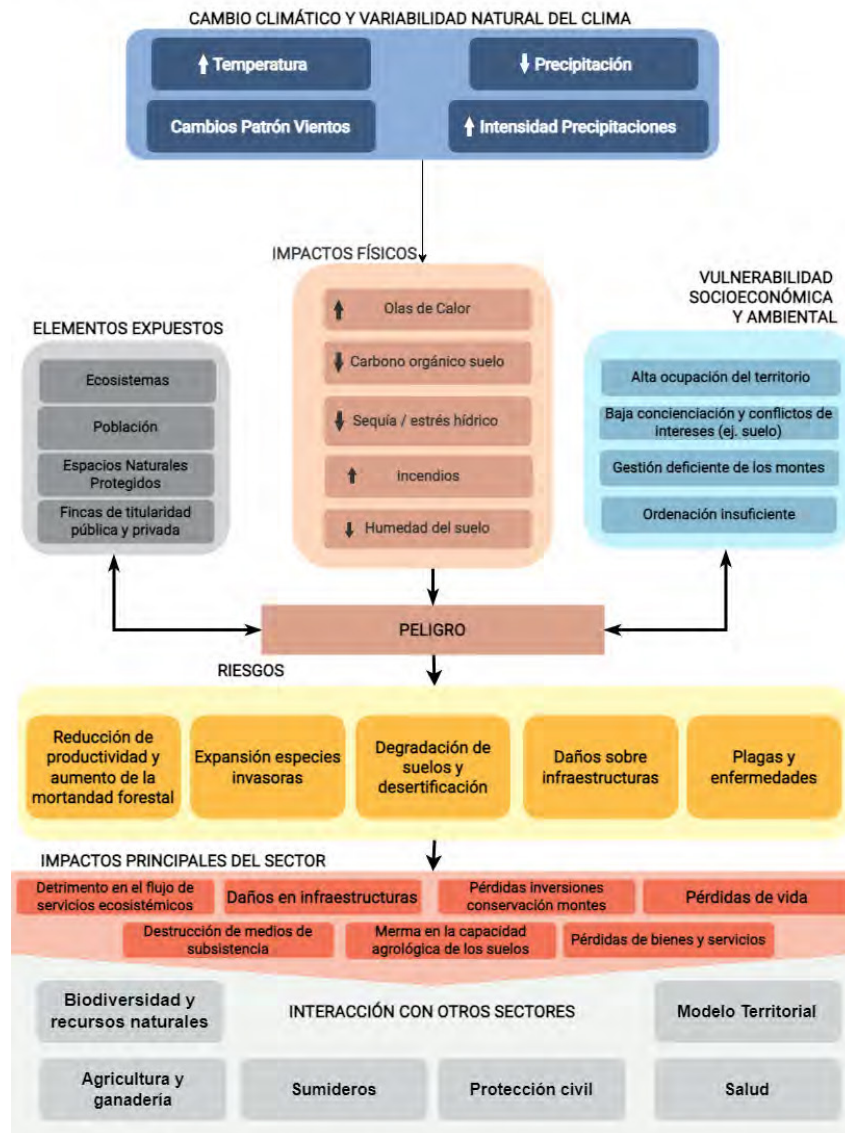 CAMBIO CLIMÁTICO Y VARIABILIDAD NATURAL DEL CLIMA
Temperatura
Precipitación
Cambios Patrón Vientos
Intensidad Precipitaciones
IMPACTOS FÍSICOS
Olas de Calor
Carbono orgánico suelo
Sequía / estrés hídrico
Incendios
Humedad del suelo
ELEMENTOS EXPUESTOS
Ecosistemas
Población
Espacios Naturales
Protegidos
Fincas de titularidad
pública y privada
VULNERABILIDAD
SOCIOECONÓMICA
Y AMBIENTAL
Alta ocupación del territorio
Baja concienciación y conflictos de
intereses (ej. suelo)
Gestión deficiente de los montes
Ordenación insuficiente
PELIGRO
RIESGOS
Reducción de
productividad y
aumento de la
mortandad forestal
Expansión especies
invasoras
Degradación de
suelos y
desertificación
Daños sobre
infraestructuras
Plagas y
enfermedades
IMPACTOS PRINCIPALES DEL SECTOR
Detrimento en el flujo de
servicios ecosistémicos
Daños en infraestructuras
Pérdidas inversiones
conservación montes
Pérdidas de vida
Destrucción de medios de
subsistencia
Merma en la capacidad
agrológica de los suelos
Pérdidas de bienes y servicios
Biodiversidad y
recursos naturales
INTERACCIÓN CON OTROS SECTORES
Modelo Territorial
Agricultura y
ganadería
Sumideros
Protección civil
Salud